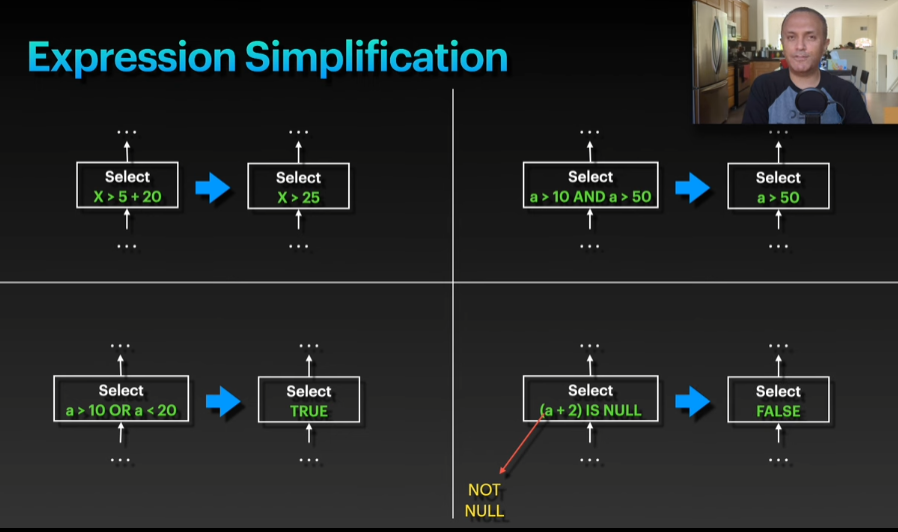 Expression Simplification
...
...
...
...
Select
X > 5 + 20
Select
X > 25
Select
a > 10 AND a > 50
Select
a > 50
...
...
...
...
...
...
...
...
Select
a > 10 OR a < 20
Select
TRUE
Select
(a + 2) IS NULL
Select
FALSE
...
...
...
...
NOT
NULL